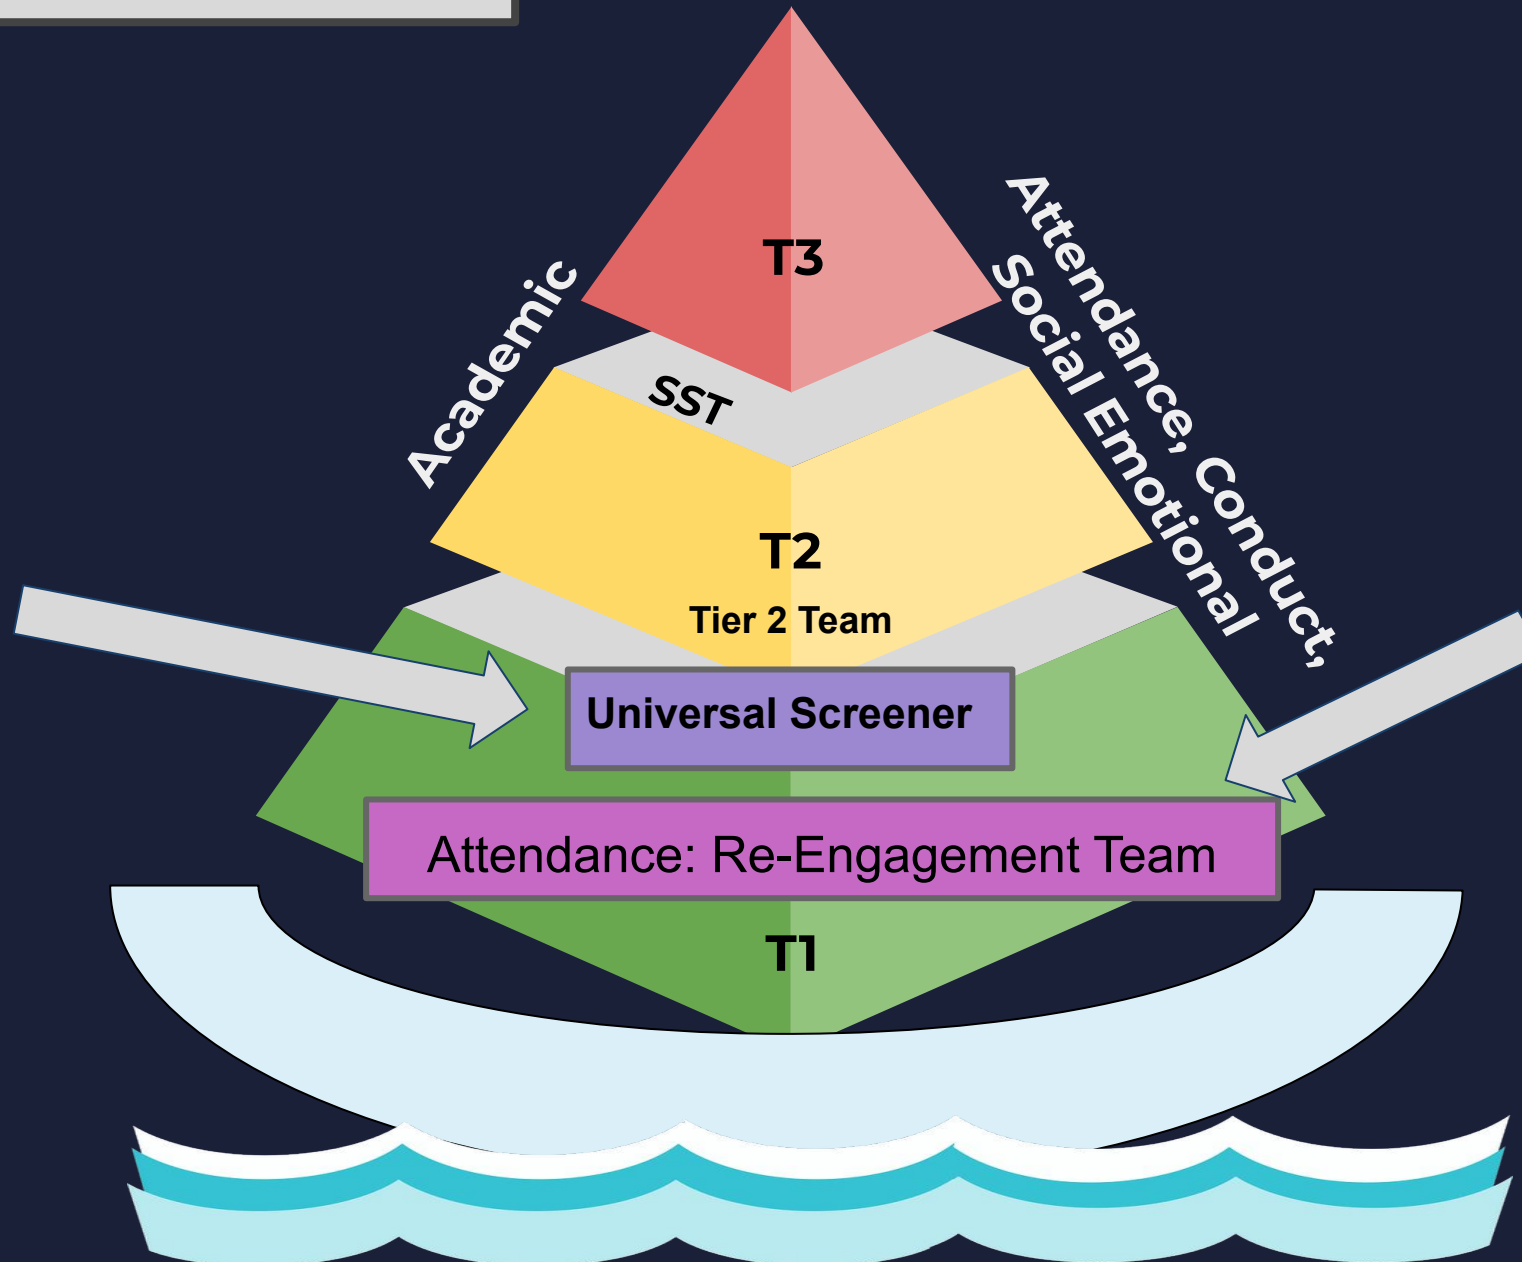 T3
Academic
Attendance, Conduct,
Social Emotional
SST
T2
Tier 2 Team
Universal Screener
Attendance: Re-Engagement Team
T1